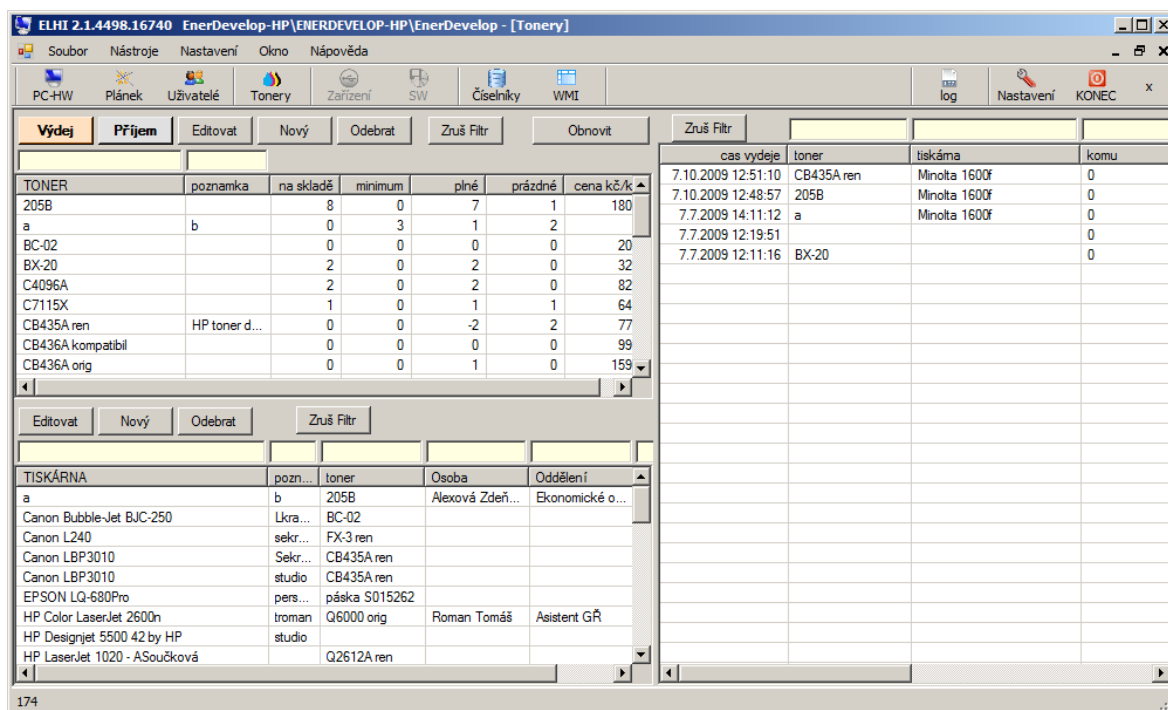 ELHI 2.1.4498.16740 EnerDevelop-HP\ENERDEVELOP-HP\EnerDevelop - [Tonery]
Soubor Nástroje Nastavení Okno Nápověda
PC-HW Plánek Uživatelé Tonery Zařízení SW Číselníky WMI log Nastavení KONEC x
Výdej Příjem Editovat Nový Odebrat Zruš Filtr Obnovit
TONER poznamka na skladě minimum plné prázdné cena kč/k
205B 8 0 7 1 180
a b 0 3 1 2
BC-02 0 0 0 0 20
BX-20 2 0 2 0 32
C4096A 2 0 2 0 82
C7115X 1 0 1 1 64
CB435A ren HP toner d... 0 0 -2 2 77
CB436A kompatibil 0 0 0 0 99
CB436A orig 0 0 1 0 159
Editovat Nový Odebrat Zruš Filtr
TISKÁRNA pozn... toner Osoba Oddělení
a b 205B Alexová Zdeň... Ekonomické o...
Canon Bubble-Jet BJC-250 Lkra... BC-02
Canon L240 sekr... FX-3 ren
Canon LBP3010 Sekr... CB435A ren
Canon LBP3010 studio CB435A ren
EPSON LQ-680Pro pers... páska S015262
HP Color LaserJet 2600n troman Q6000 orig Roman Tomáš Asistent GŘ
HP Designjet 5500 42 by HP studio
HP LaserJet 1020 - ASoučková Q2612A ren
Zruš Filtr
cas vydeje toner tiskárna komu
7.10.2009 12:51:10 CB435A ren Minolta 1600f 0
7.10.2009 12:48:57 205B Minolta 1600f 0
7.7.2009 14:11:12 a Minolta 1600f 0
7.7.2009 12:19:51 0
7.7.2009 12:11:16 BX-20 0
174